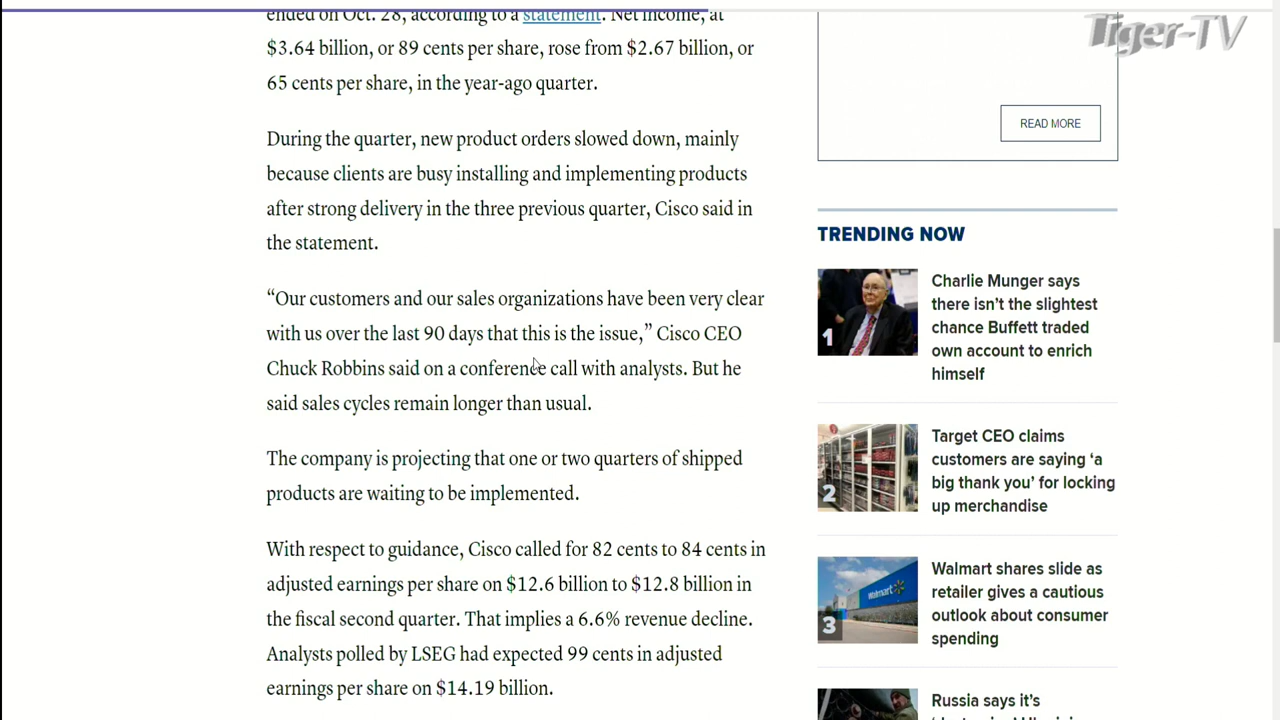 ended on Oct. 28, according to a statement. Net income, at
$3.64 billion, or 89 cents per share, rose from $2.67 billion, or
65 cents per share, in the year-ago quarter.
During the quarter, new product orders slowed down, mainly
because clients are busy installing and implementing products
after strong delivery in the three previous quarter, Cisco said in
the statement.
“Our customers and our sales organizations have been very clear
with us over the last 90 days that this is the issue,” Cisco CEO
Chuck Robbins said on a conference call with analysts. But he
said sales cycles remain longer than usual.
The company is projecting that one or two quarters of shipped
products are waiting to be implemented.
With respect to guidance, Cisco called for 82 cents to 84 cents in
adjusted earnings per share on $12.6 billion to $12.8 billion in
the fiscal second quarter. That implies a 6.6% revenue decline.
Analysts polled by LSEG had expected 99 cents in adjusted
earnings per share on $14.19 billion.
Tiger-TV
READ MORE
TRENDING NOW
1
Charlie Munger says
there isn’t the slightest
chance Buffett traded
own account to enrich
himself
2
Target CEO claims
customers are saying ‘a
big thank you’ for locking
up merchandise
Walmart
3
Walmart shares slide as
retailer gives a cautious
outlook about consumer
spending
Russia says it’s